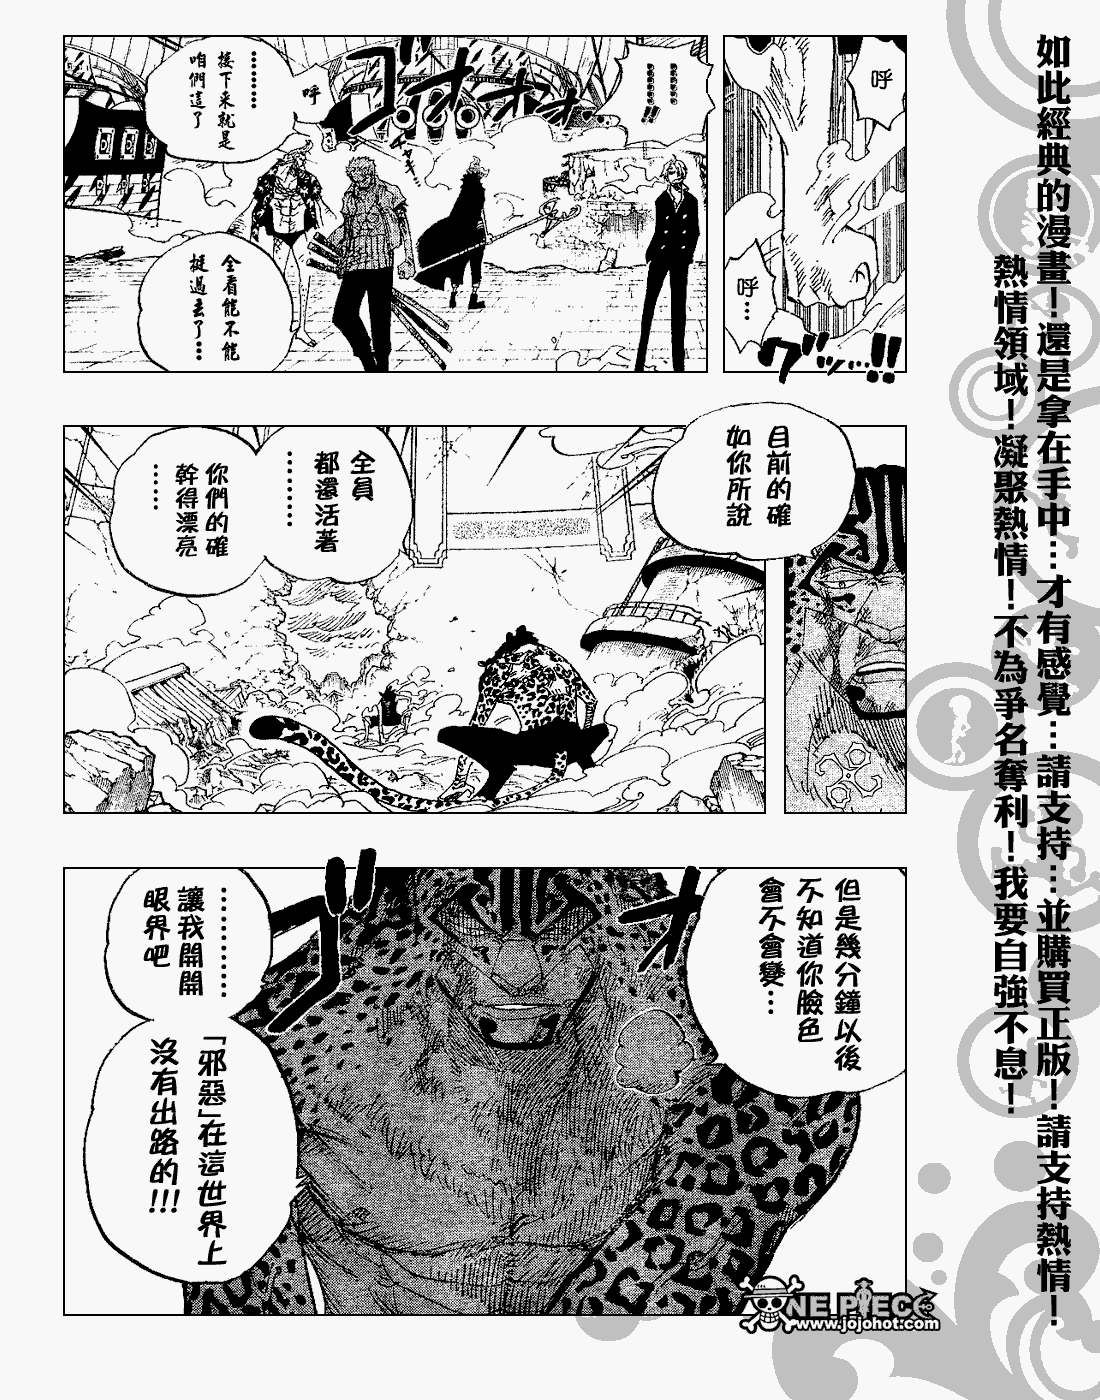 如此經典的漫畫！還是拿在手中…才有感覺…請支持…並購買正版！請支持熱情！
熱情領域！凝聚熱情！不為爭名奪利！我要自強不息！
呼
呼…
グッ…!!
…………!!
ゴオオオオ
呼
………
接下来就是
咱們這了
全看能不能
挺過去了…
目前的確
如你所說
全員
都還活著
………
你們的確
幹得漂亮
……
但是幾分鐘以後
不知道你臉色
會不會變…
…………
讓我開開
眼界吧
「邪惡」在這世界上
沒有出路的!!!
ONE PIECE
www.jojohot.com